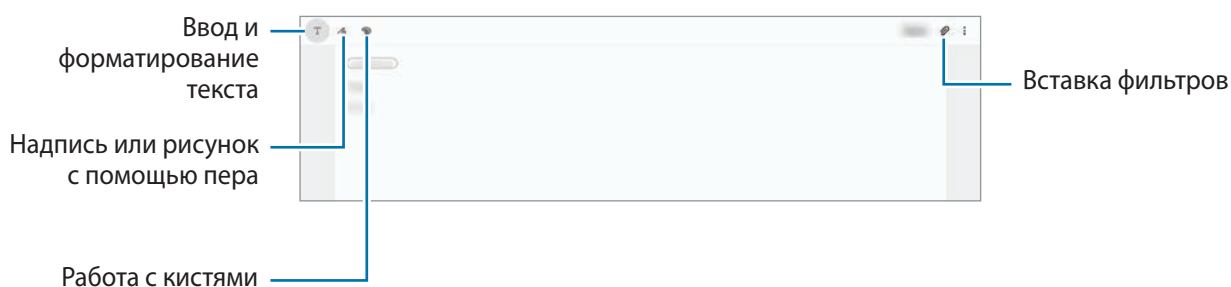 Ввод и
форматирование
текста
T
Вставка фильтров
Надпись или рисунок
с помощью пера
Работа с кистями